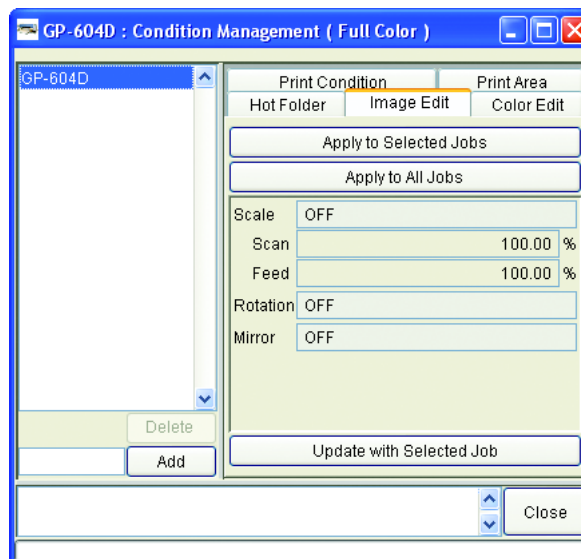 GP-604D : Condition Management ( Full Color )
GP-604D
Print Condition Print Area
Hot Folder Image Edit Color Edit
Apply to Selected Jobs
Apply to All Jobs
Scale OFF
Scan 100.00 %
Feed 100.00 %
Rotation OFF
Mirror OFF
Delete
Update with Selected Job
Add
Close